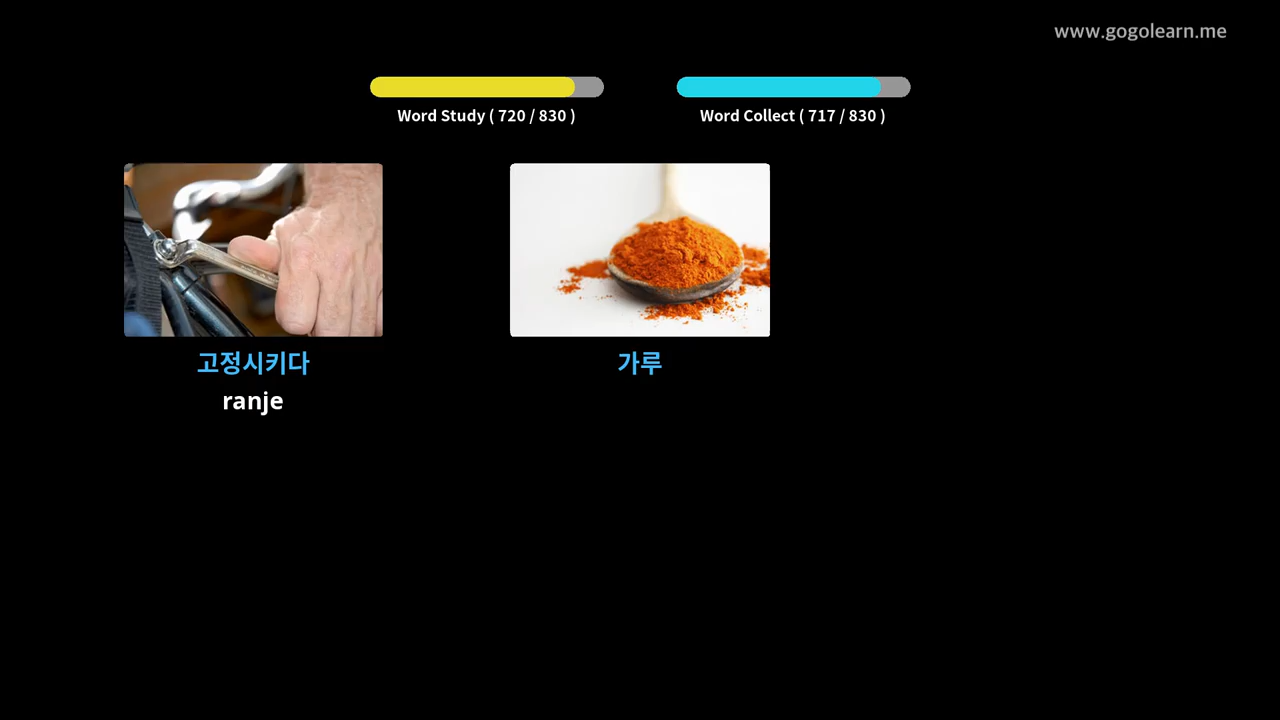 www.gogolearn.me
Word Study ( 720 / 830 )
Word Collect ( 717 / 830 )
고정시키다
ranje
가루